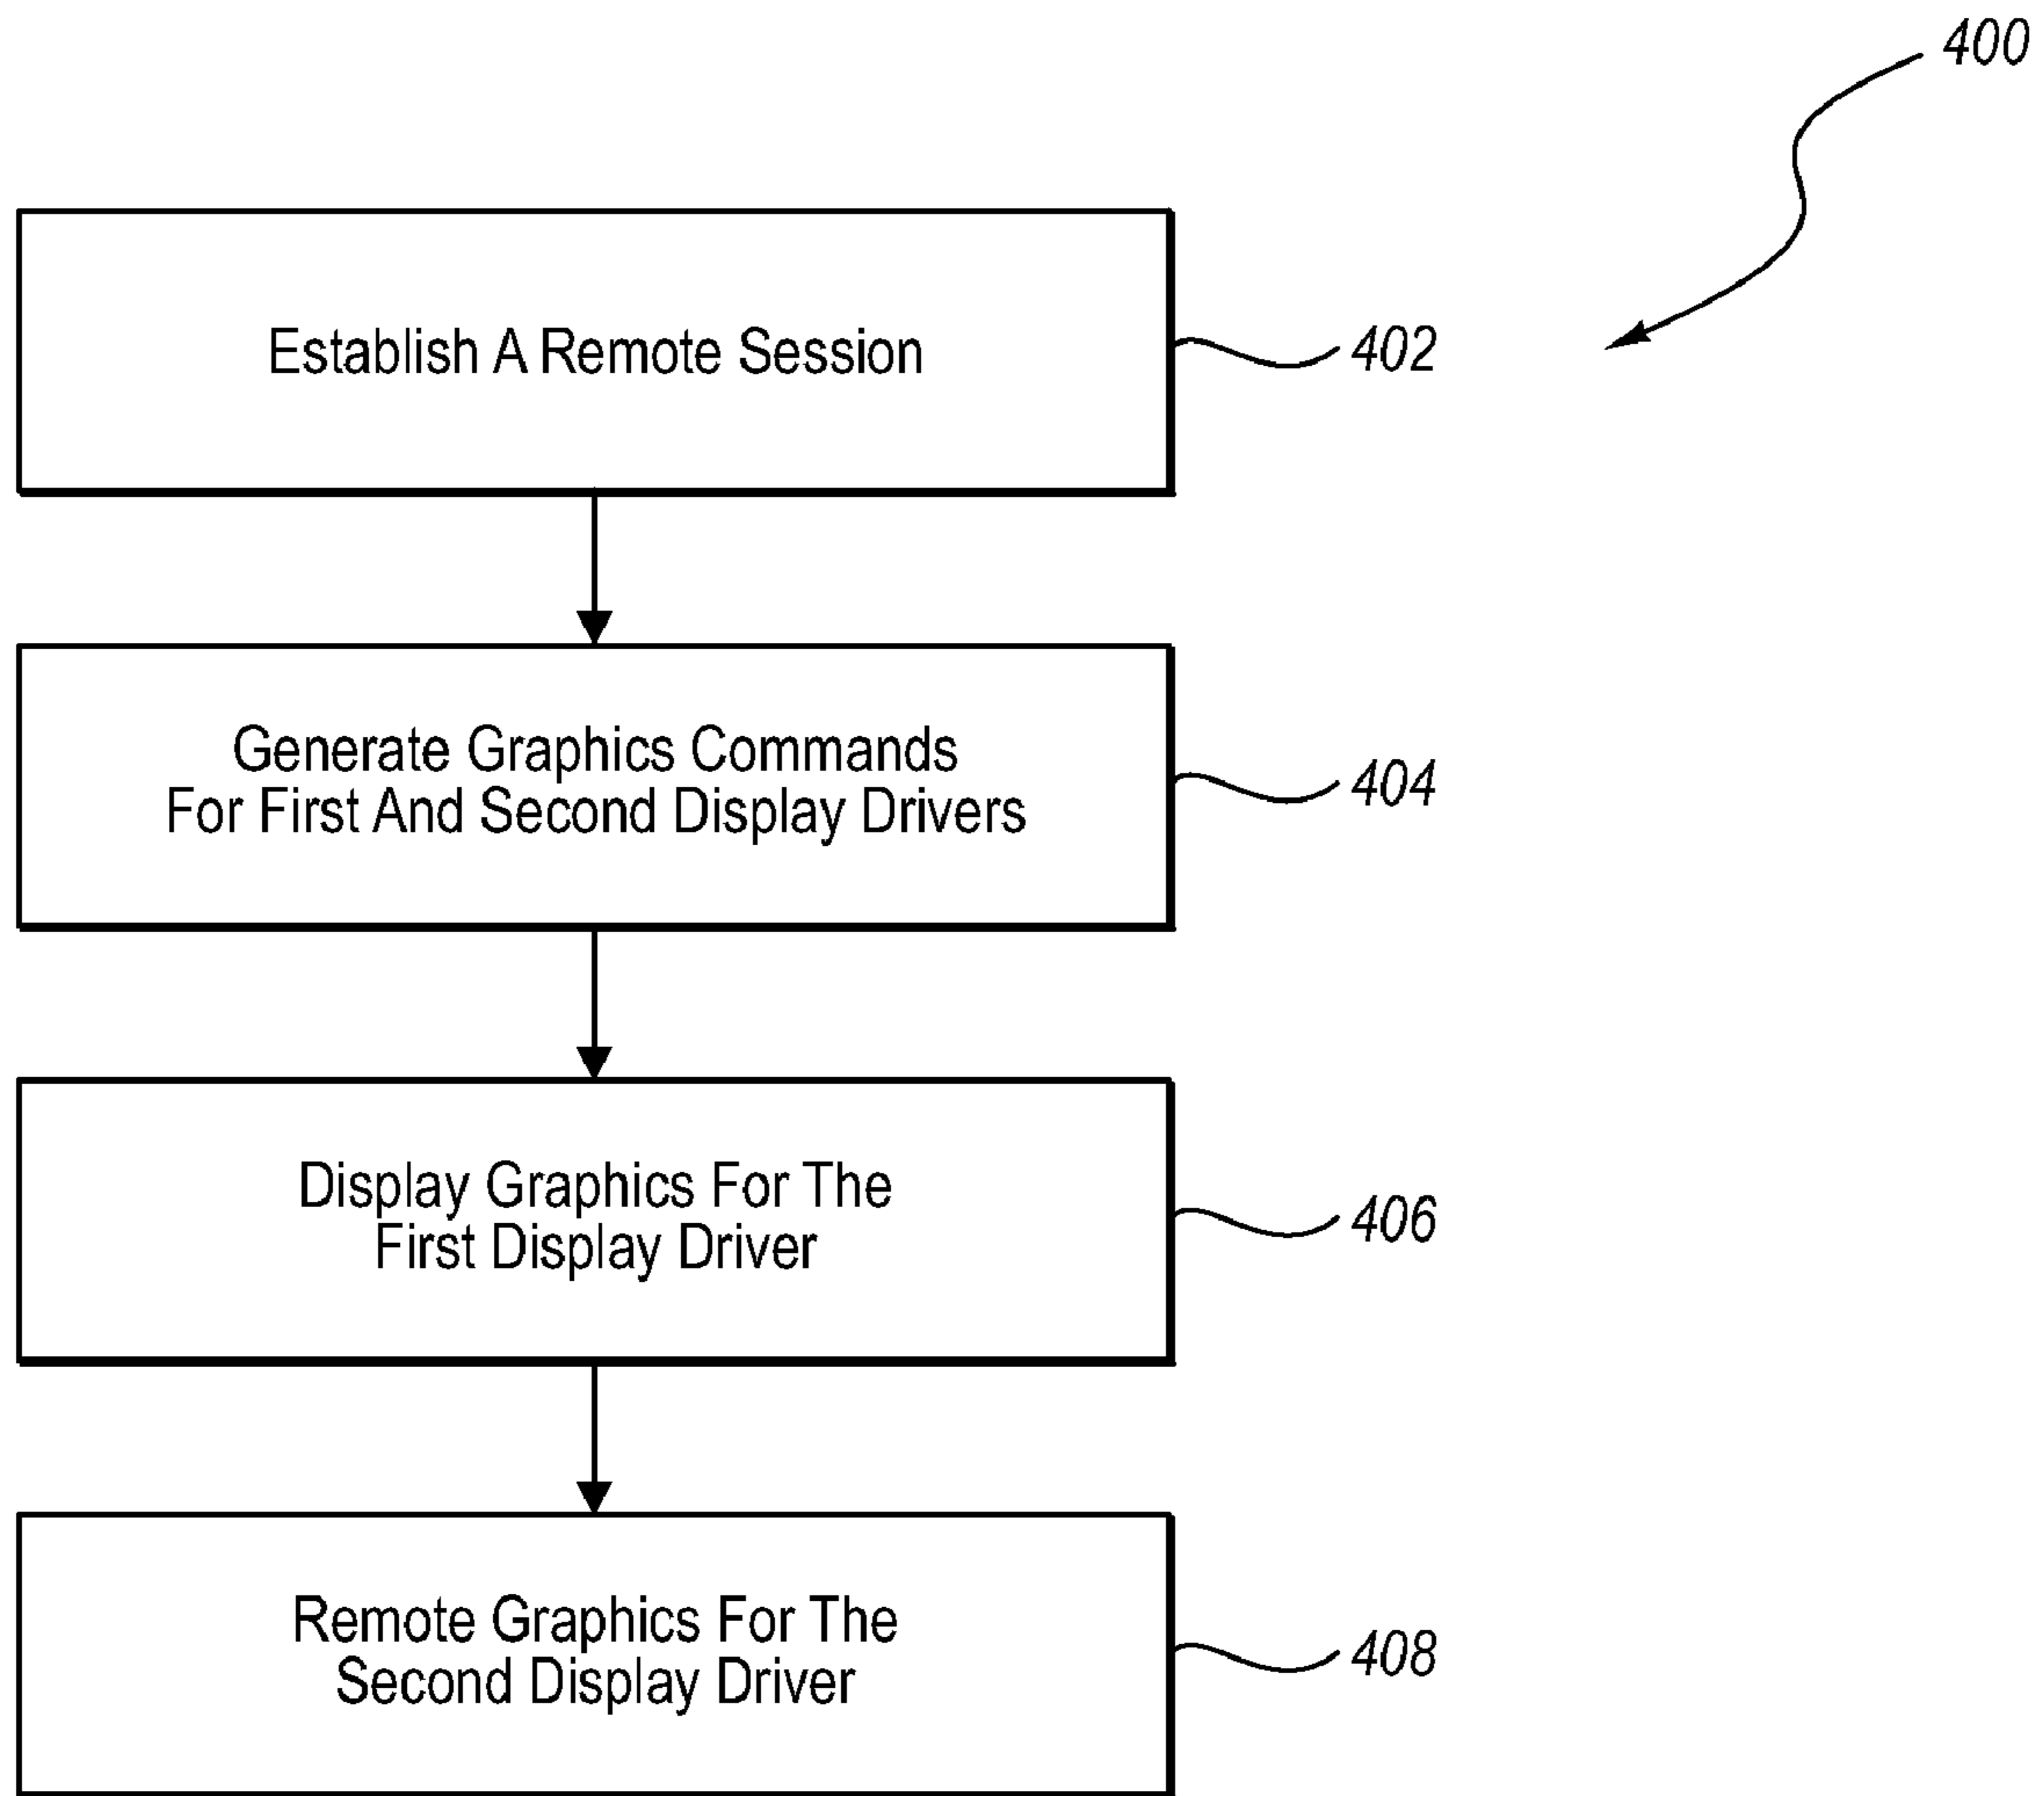 400
Establish A Remote Session
402
Generate Graphics Commands
For First And Second Display Drivers
404
Display Graphics For The
First Display Driver
406
Remote Graphics For The
Second Display Driver
408